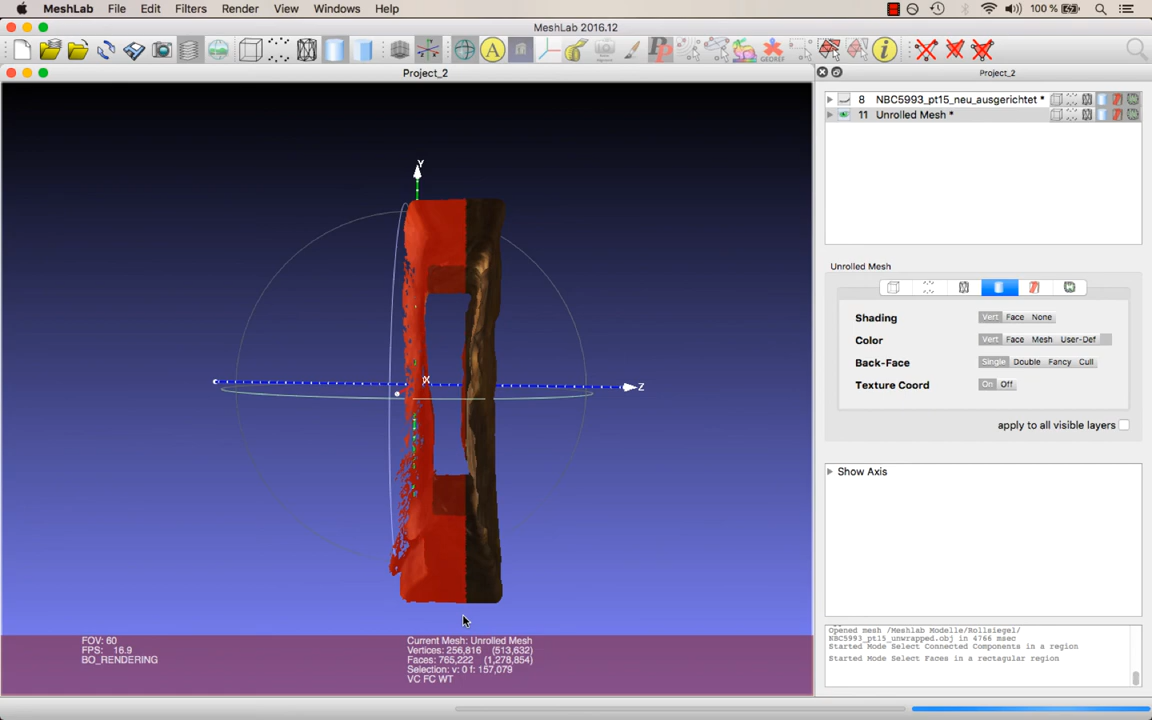 MeshLab File Edit Filters Render View Windows Help 100 %
MeshLab 2016.12
Project_2
Project_2
8 NBC5993_pt15_neu_ausgerichtet *
11 Unrolled Mesh *
Y
X
Z
Unrolled Mesh
Shading Vert Face None
Color Vert Face Mesh User-Def
Back-Face Single Double Fancy Cull
Texture Coord On Off
apply to all visible layers
Show Axis
Opened mesh /Meshlab Modelle/Rollsiegel/
NBC5993_pt15_unwrapped.obj in 4766 msec
Started Mode Select Connected Components in a region
Started Mode Select Faces in a rectagular region
FOV: 60
FPS: 16.9
BO_RENDERING
Current Mesh: Unrolled Mesh
Vertices: 256,816 (513,632)
Faces: 765,222 (1,278,854)
Selection: v: 0 f: 157,079
VC FC WT